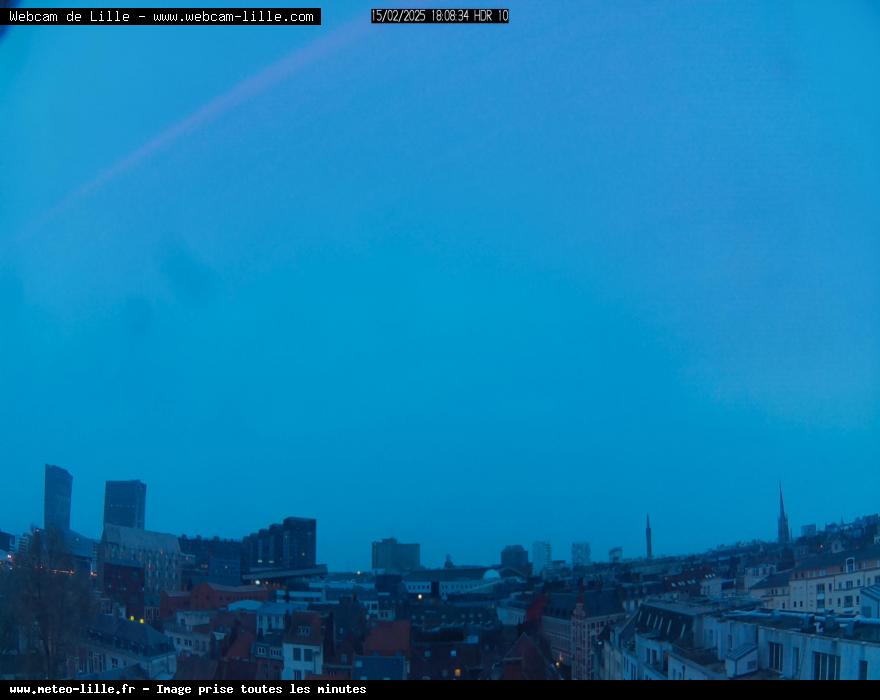 Webcam de Lille - www.webcam-lille.com
15/02/2025 18:08:34 HDR 10
www.meteo-lille.fr - Image prise toutes les minutes